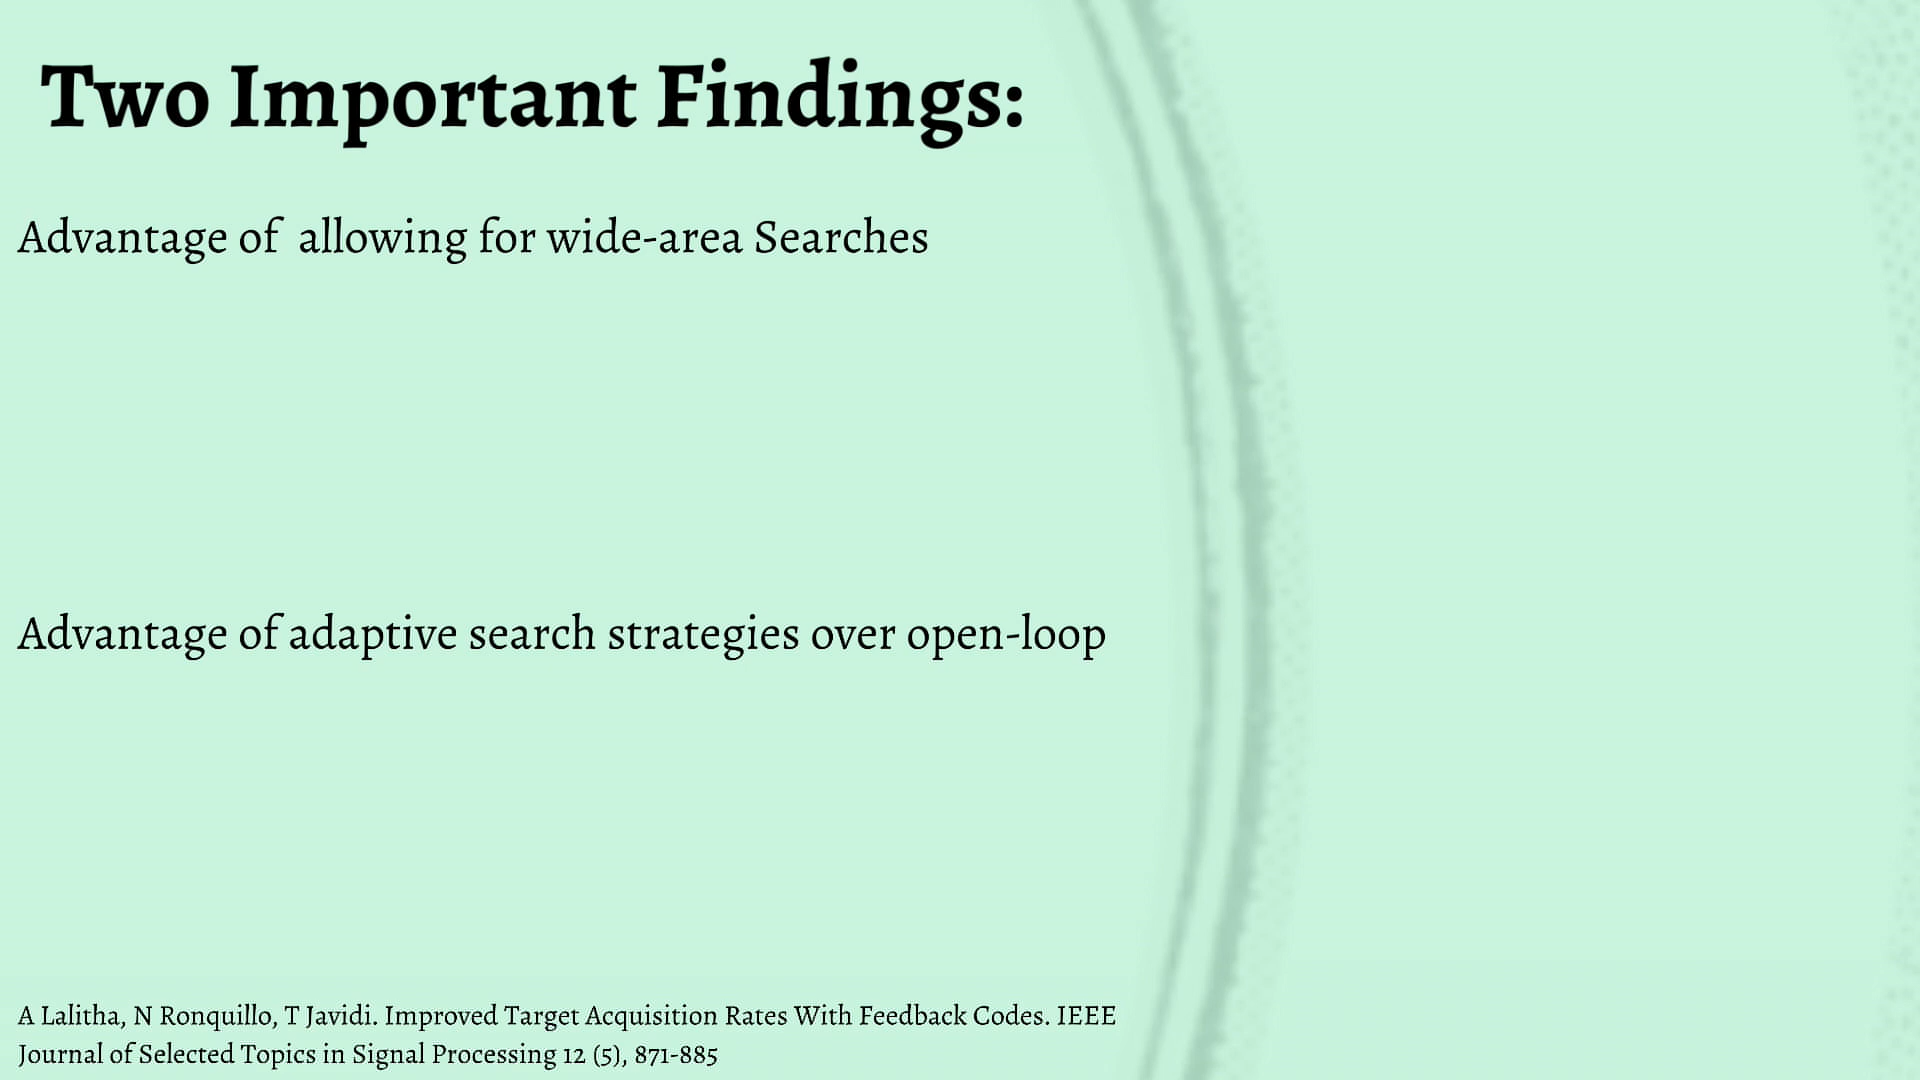 Two Important Findings:
Advantage of allowing for wide-area Searches
Advantage of adaptive search strategies over open-loop
A Lalitha, N Ronquillo, T Javidi. Improved Target Acquisition Rates With Feedback Codes. IEEE
Journal of Selected Topics in Signal Processing 12 (5), 871-885